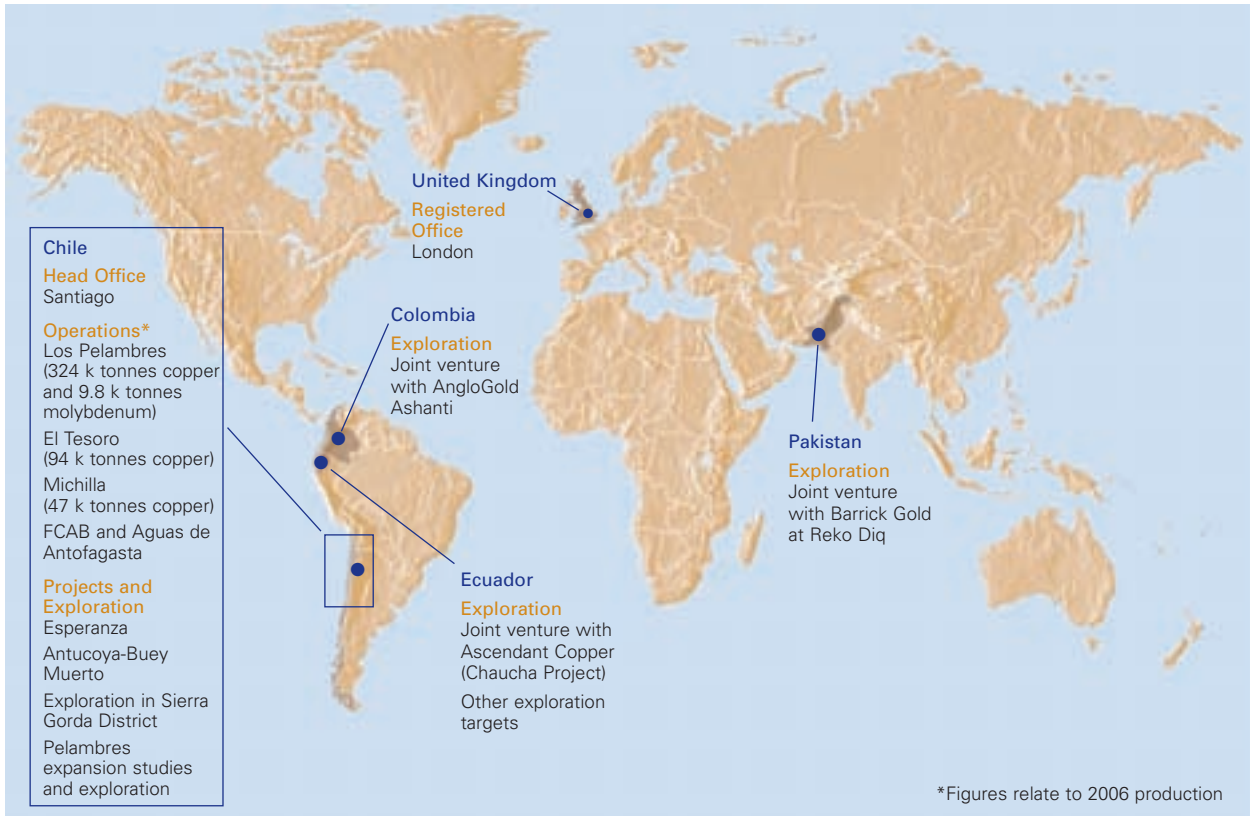 United Kingdom
Registered
Office
London
Chile
Head Office
Santiago
Operations*
Los Pelambres
(324 k tonnes copper
and 9.8 k tonnes
molybdenum)
El Tesoro
(94 k tonnes copper)
Michilla
(47 k tonnes copper)
FCAB and Aguas de
Antofagasta
Projects and
Exploration
Esperanza
Antucoya-Buey
Muerto
Exploration in Sierra
Gorda District
Pelambres
expansion studies
and exploration
Colombia
Exploration
Joint venture
with AngloGold
Ashanti
Ecuador
Exploration
Joint venture with
Ascendant Copper
(Chaucha Project)
Other exploration
targets
Pakistan
Exploration
Joint venture
with Barrick Gold
at Reko Diq
*Figures relate to 2006 production